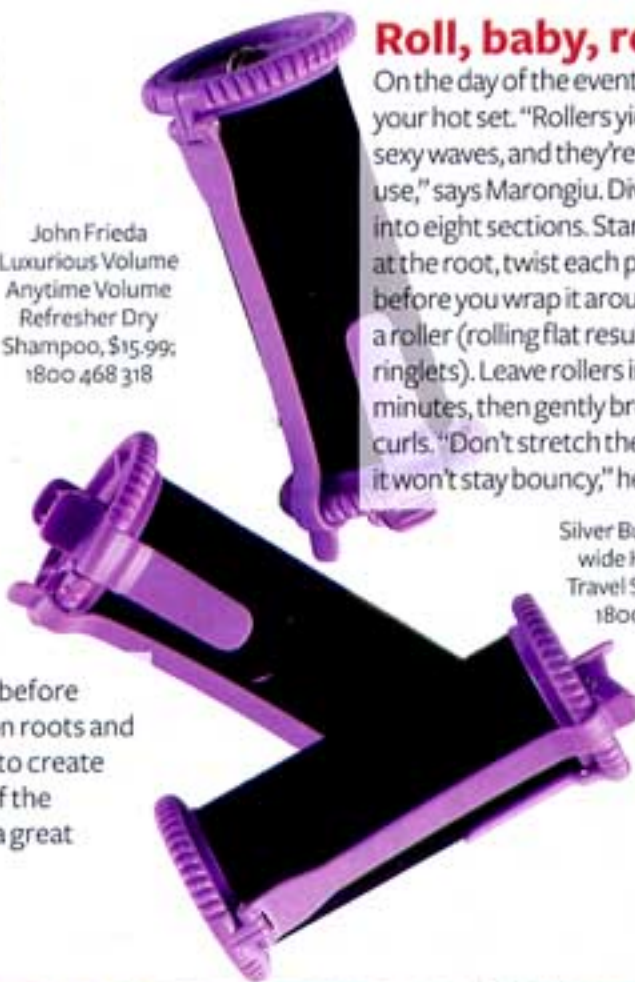 Roll, baby, r
On the day of the event
your hot set. "Rollers yi
sexy waves, and they're
use," says Marongiu. Di
into eight sections. Star
at the root, twist each p
before you wrap it arou
a roller (rolling flat resu
ringlets). Leave rollers i
minutes, then gently br
curls. "Don't stretch the
it won't stay bouncy," he
John Frieda
Luxurious Volume
Anytime Volume
Refresher Dry
Shampoo, $15.99;
1800 468 318
Silver Bu
wide
Travel S
1800
before
n roots and
to create
f the
a great